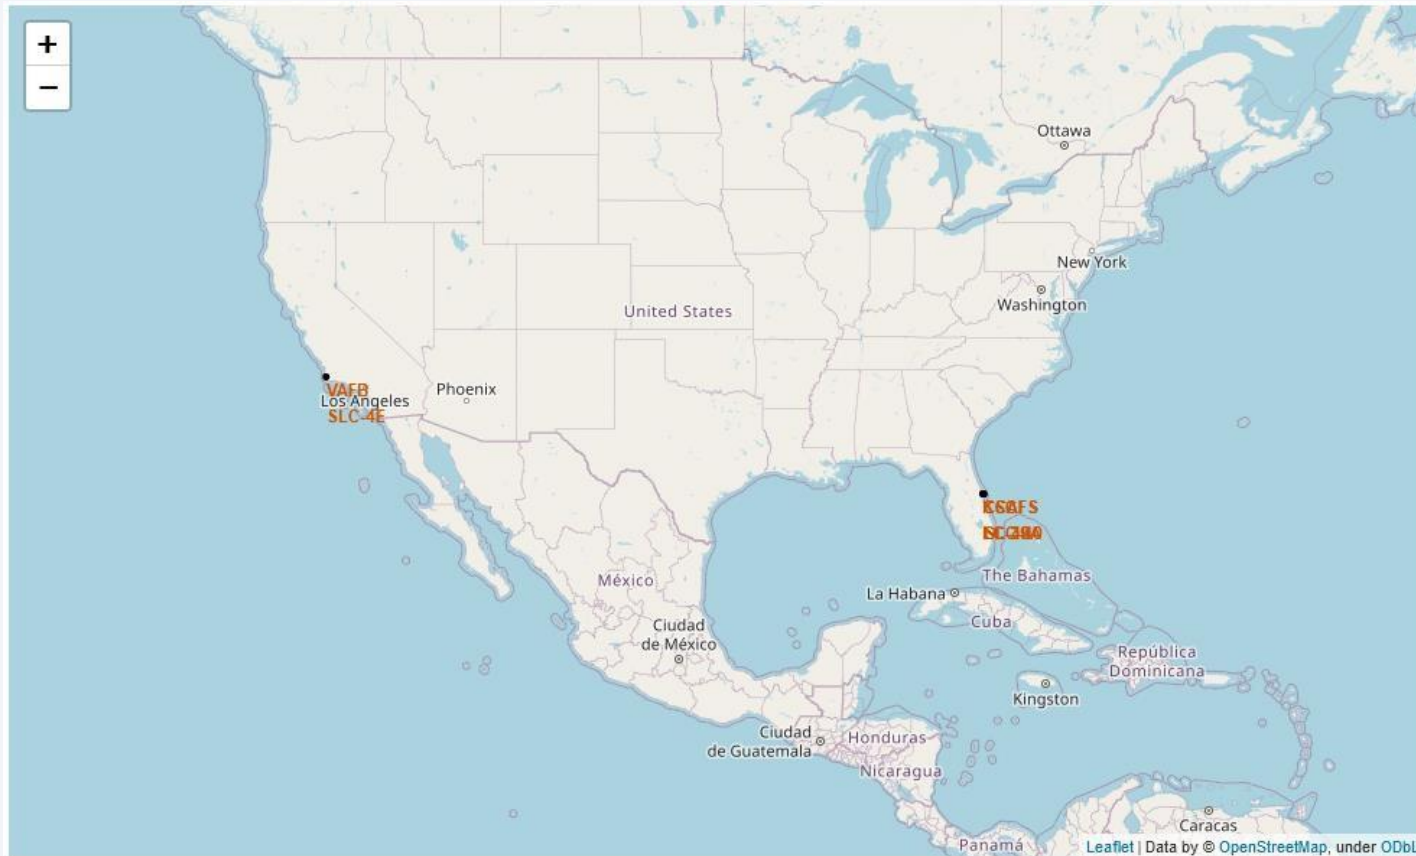 +
−
Ottawa
New York
Washington
United States
Phoenix
VAFB
Los Angeles
SLC-4E
The Bahamas
La Habana
México
Cuba
Ciudad
de México
República
Dominicana
Kingston
Ciudad
de Guatemala
Honduras
Nicaragua
Caracas
Panamá
Leaflet | Data by © OpenStreetMap, under ODbL